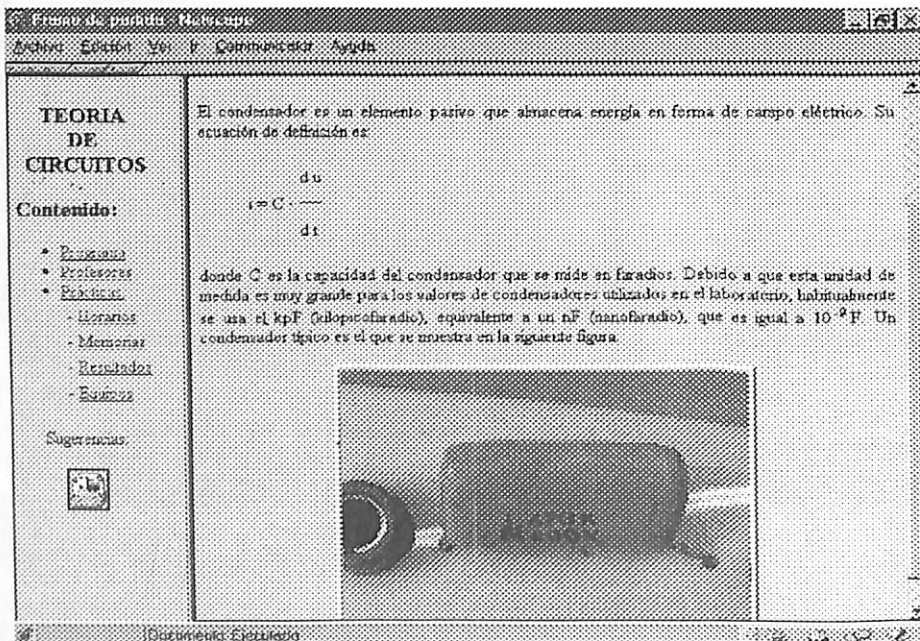 Frame de partida - Netscape
Archivo Edición Ver Ir Communicator Ayuda
TEORIA
DE
CIRCUITOS
Contenido:
• Programa
• Profesores
• Prácticas
- Horarios
- Memorias
- Resultados
- Equipos
Sugerencias:
El condensador es un elemento pasivo que almacena energía en forma de campo eléctrico. Su
ecuación de definición es:
du
i = C · ——
dt
donde C es la capacidad del condensador que se mide en faradios. Debido a que esta unidad de
medida es muy grande para los valores de condensadores utilizados en el laboratorio, habitualmente
se usa el kpF (kilopicofaradio), equivalente a un nF (nanofaradio), que es igual a 10⁻⁹ F. Un
condensador típico es el que se muestra en la siguiente figura.
Documento: Ejecutado